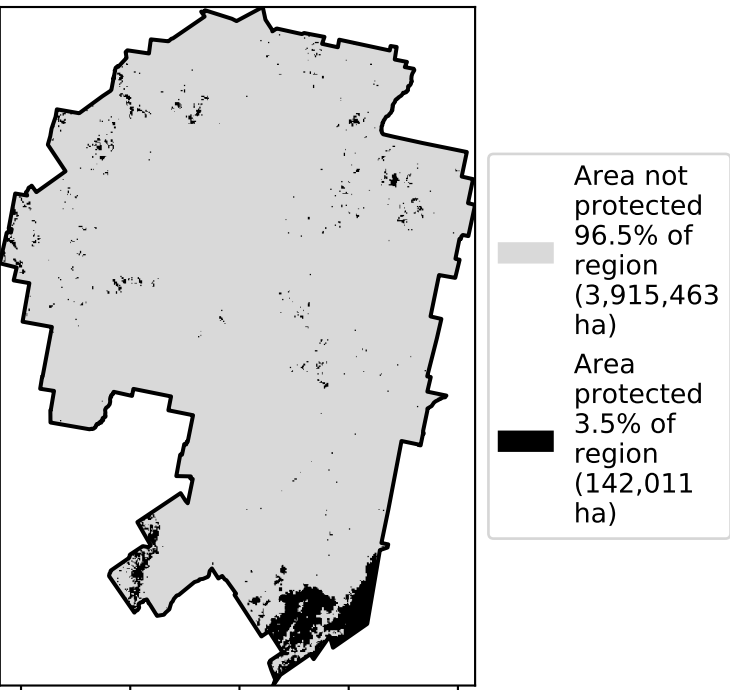 Area not
protected
96.5% of
region
(3,915,463
ha)
Area
protected
3.5% of
region
(142,011
ha)